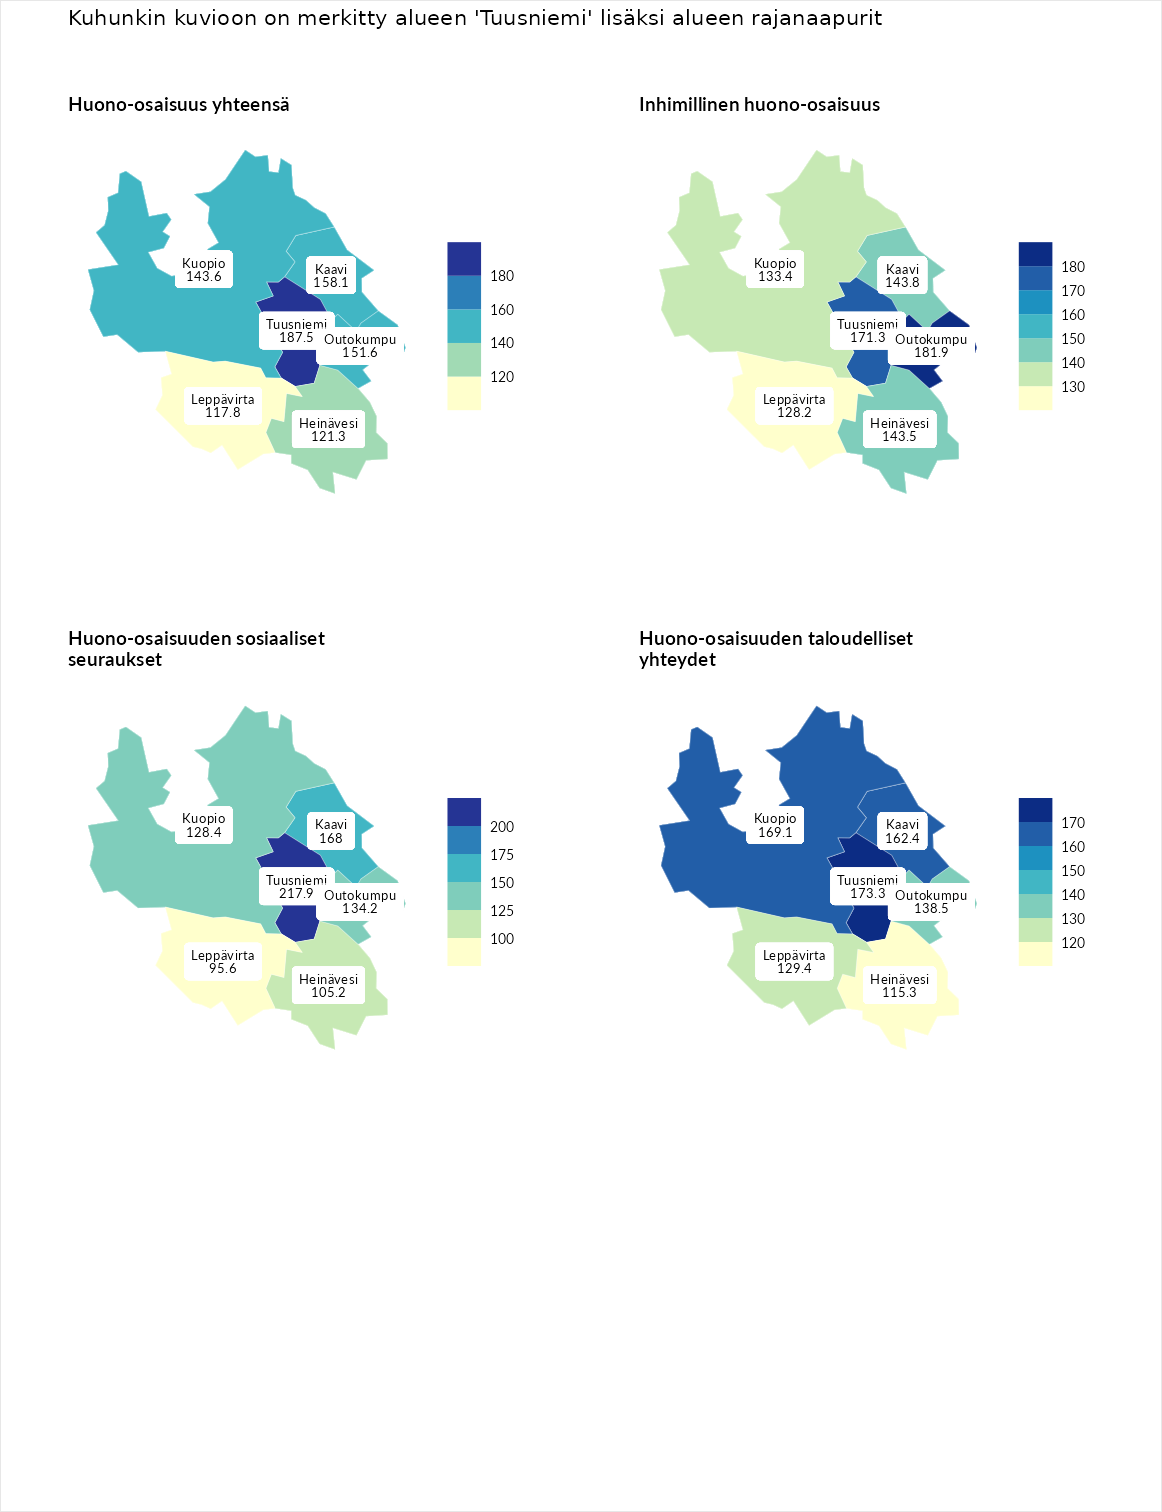 Kuhunkin kuvioon on merkitty alueen 'Tuusniemi' lisäksi alueen rajanaapurit
Huono-osaisuus yhteensä
Kuopio
143.6
Kaavi
158.1
Tuusniemi
187.5
Outokumpu
151.6
Leppävirta
117.8
Heinävesi
121.3
180
160
140
120
Inhimillinen huono-osaisuus
Kuopio
133.4
Kaavi
143.8
Tuusniemi
171.3
Outokumpu
181.9
Leppävirta
128.2
Heinävesi
143.5
180
170
160
150
140
130
Huono-osaisuuden sosiaaliset
seuraukset
Kuopio
128.4
Kaavi
168
Tuusniemi
217.9
Outokumpu
134.2
Leppävirta
95.6
Heinävesi
105.2
200
175
150
125
100
Huono-osaisuuden taloudelliset
yhteydet
Kuopio
169.1
Kaavi
162.4
Tuusniemi
173.3
Outokumpu
138.5
Leppävirta
129.4
Heinävesi
115.3
170
160
150
140
130
120